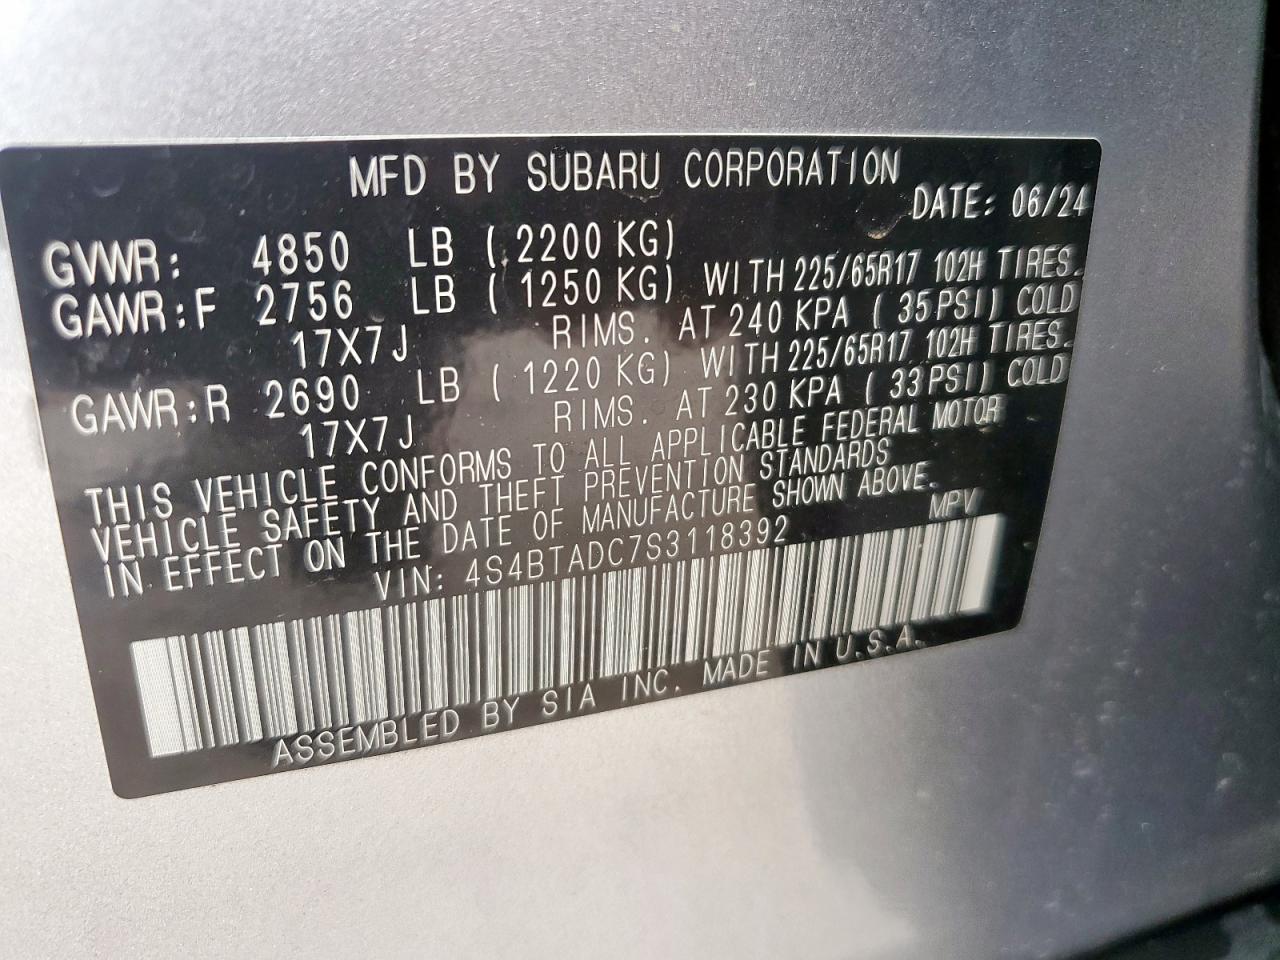 MFD BY SUBARU CORPORATION
DATE: 06/24
GVWR: 4850 LB ( 2200 KG)
GAWR:F 2756 LB ( 1250 KG) WITH 225/65R17 102H TIRES.
17X7J RIMS. AT 240 KPA ( 35PSI) COLD
GAWR:R 2690 LB ( 1220 KG) WITH 225/65R17 102H TIRES.
17X7J RIMS. AT 230 KPA ( 33PSI) COLD
THIS VEHICLE CONFORMS TO ALL APPLICABLE FEDERAL MOTOR
VEHICLE SAFETY AND THEFT PREVENTION STANDARDS
IN EFFECT ON THE DATE OF MANUFACTURE SHOWN ABOVE.
VIN: 4S4BTADC7S3118392 MPV
ASSEMBLED BY SIA INC. MADE IN U.S.A.